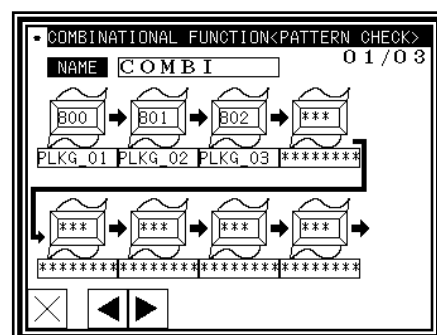 COMBINATIONAL FUNCTION<PATTERN CHECK>
NAME COMBI 01/03
800 801 802 ***
PLKG_01 PLKG_02 PLKG_03 ********
*** *** *** ***
******** ******** ******** ********